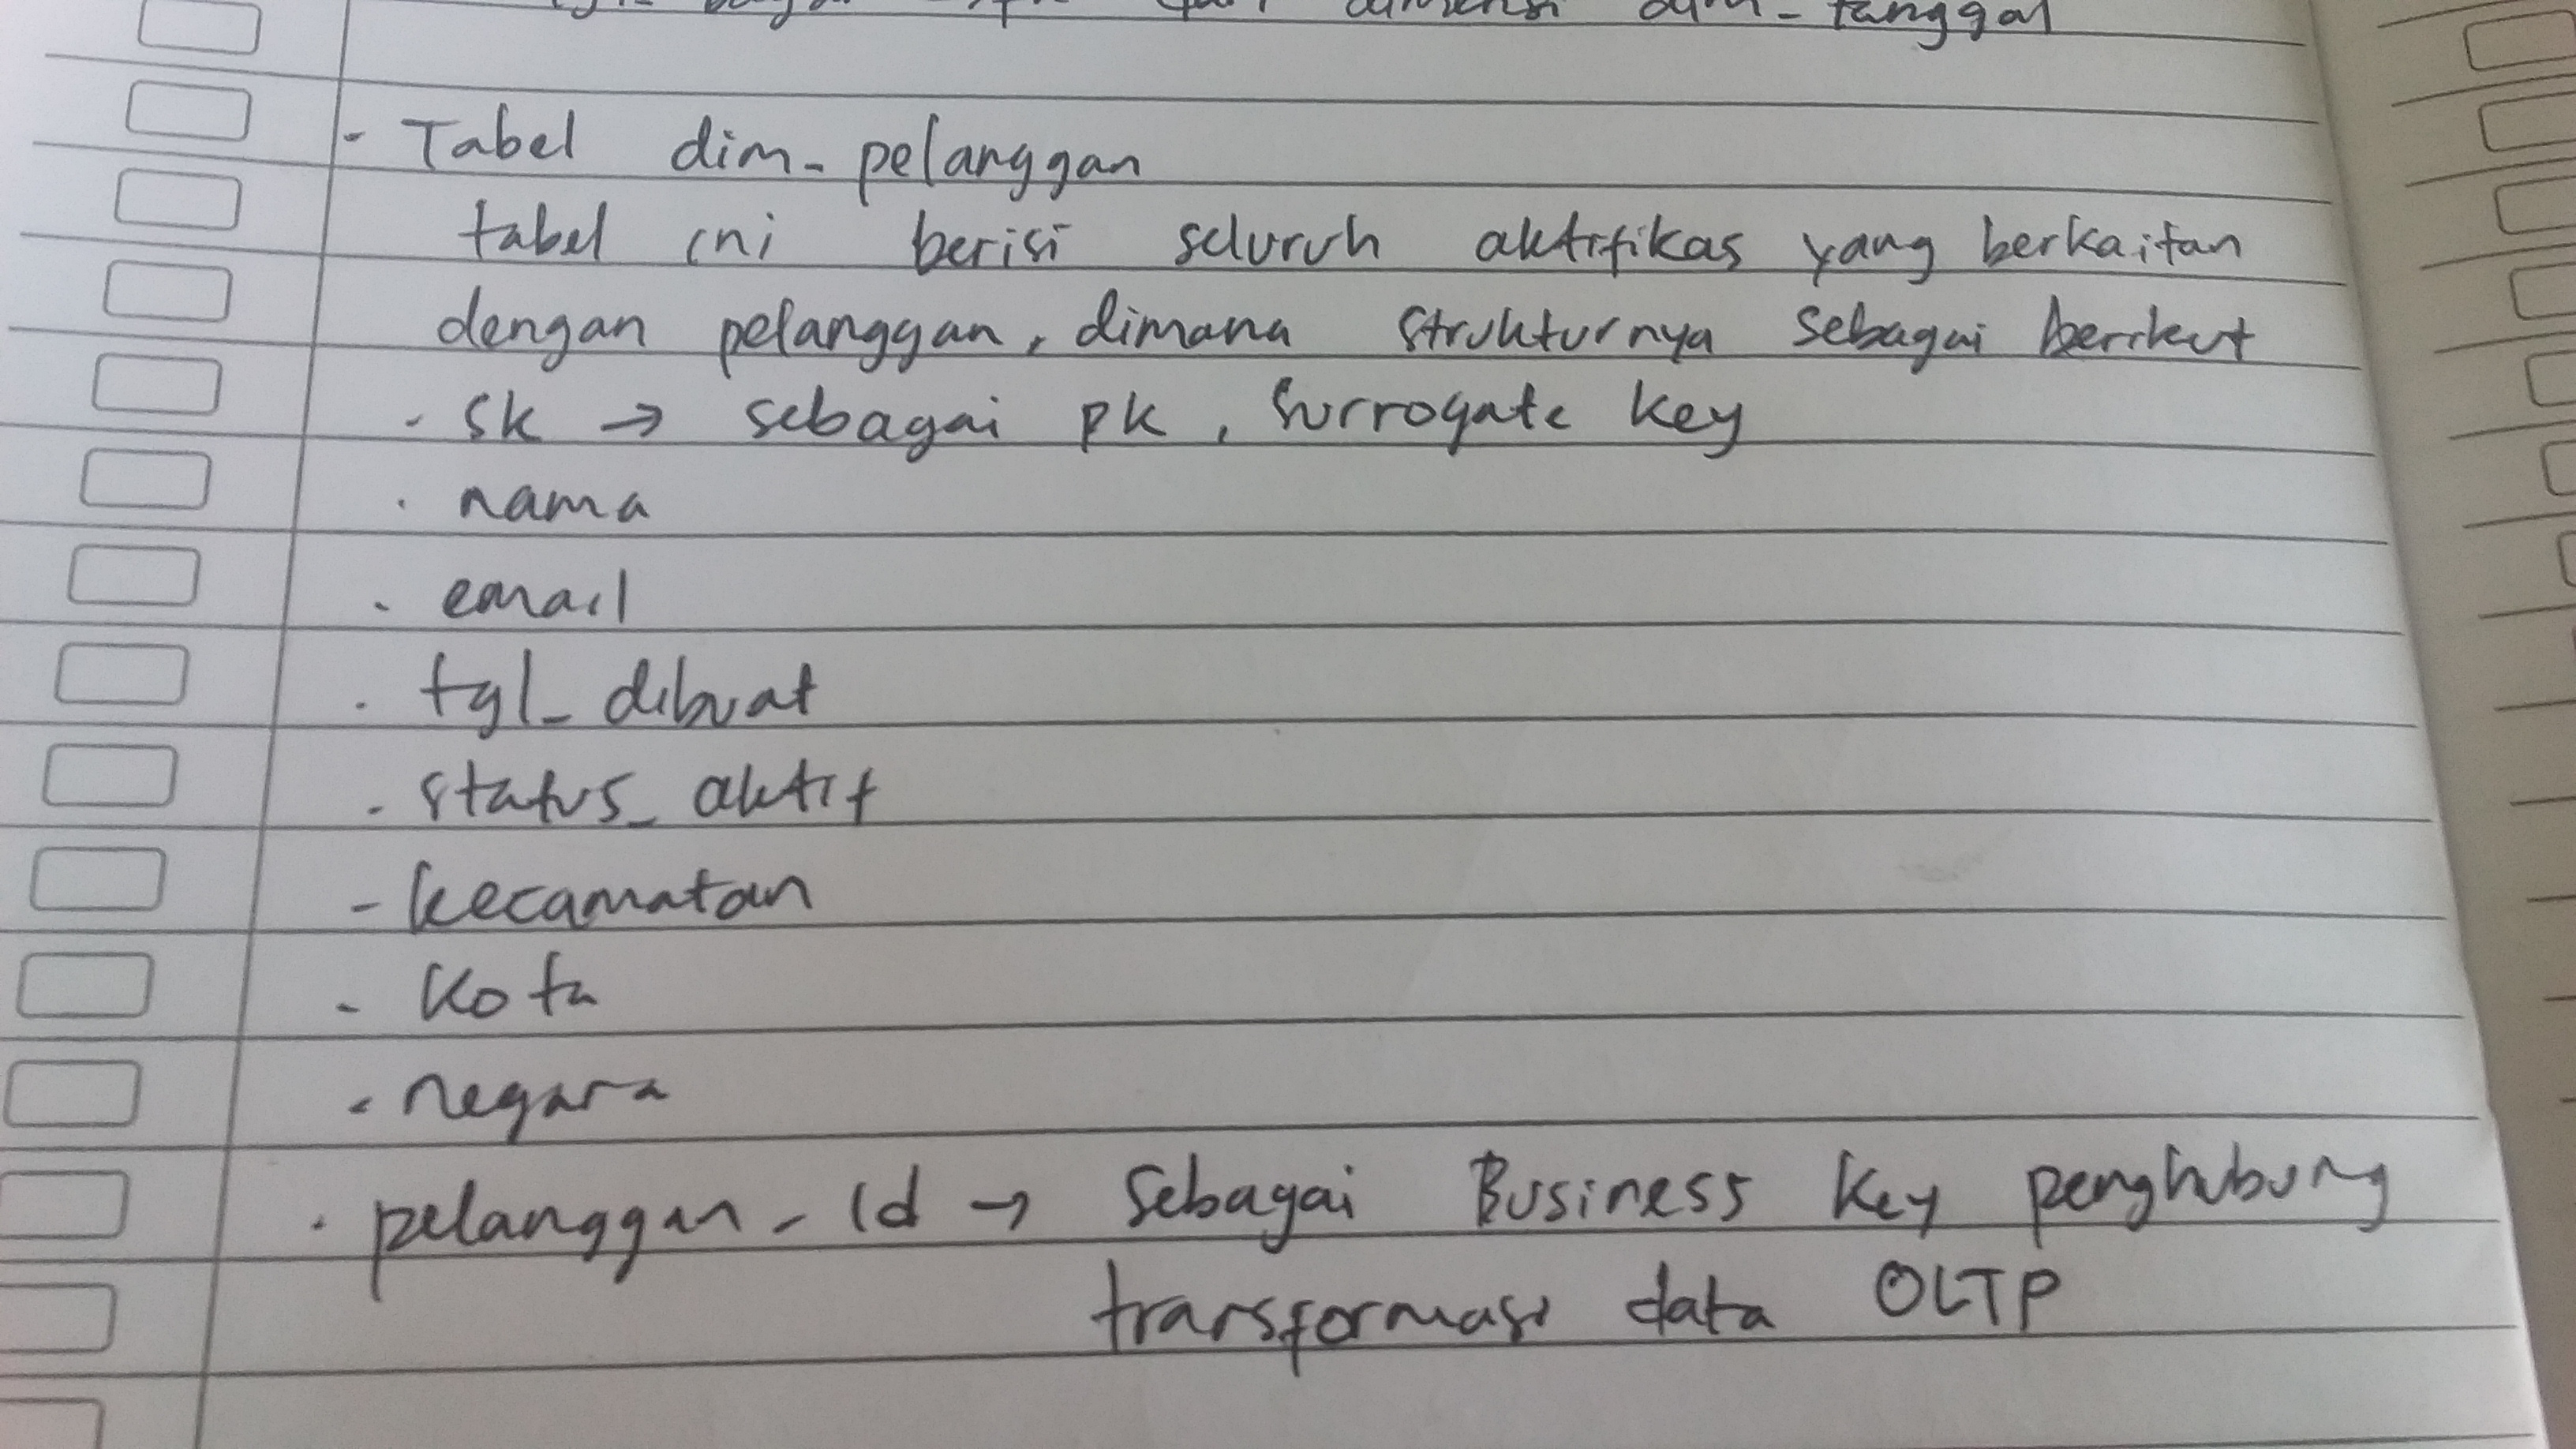 dimensi dim_tanggal
- Tabel dim_pelanggan
tabel ini berisi seluruh aktifikas yang berkaitan
dengan pelanggan, dimana strukturnya sebagai berikut
- sk → sebagai pk, surrogate key
. nama
. email
. tgl_dibuat
. status_aktif
- kecamatan
- kota
- negara
. pelanggan_id → sebagai Business key penghubung
transformasi data OLTP